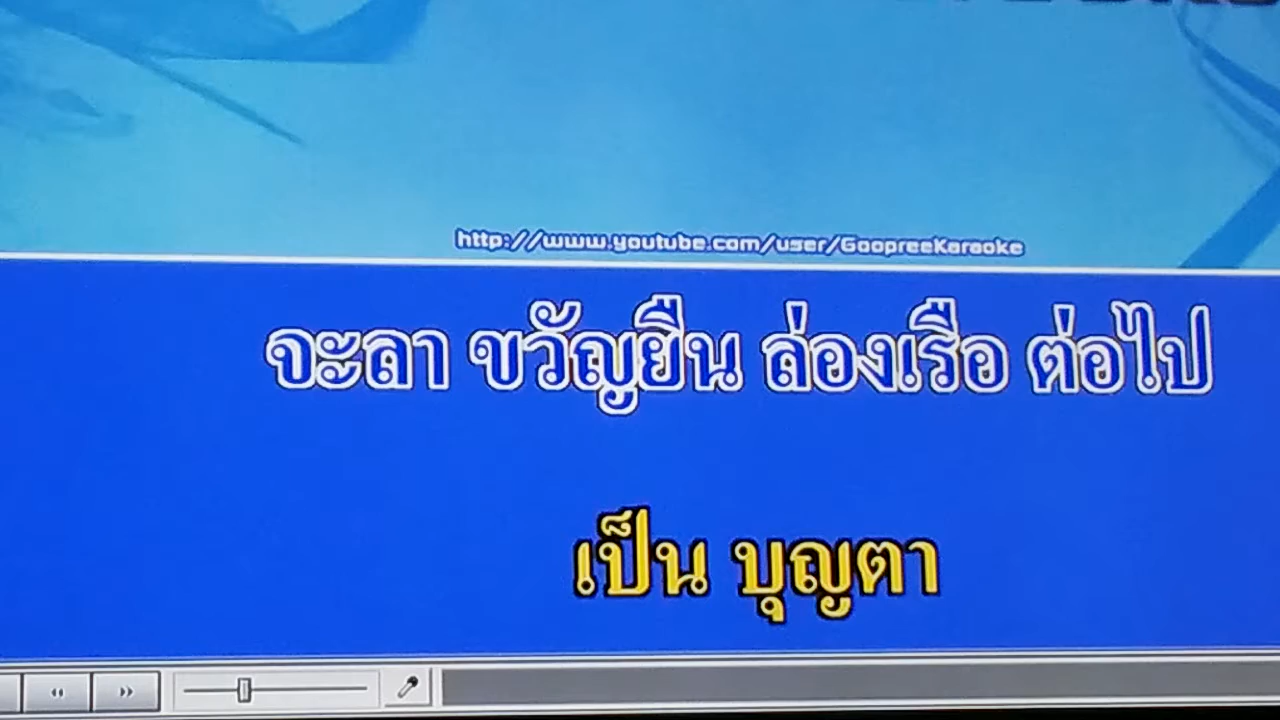 http://www.youtube.com/user/GaapreeKaraoke
จะลา ขวัญยืน ล่องเรือ ต่อไป
เป็น บุญตา